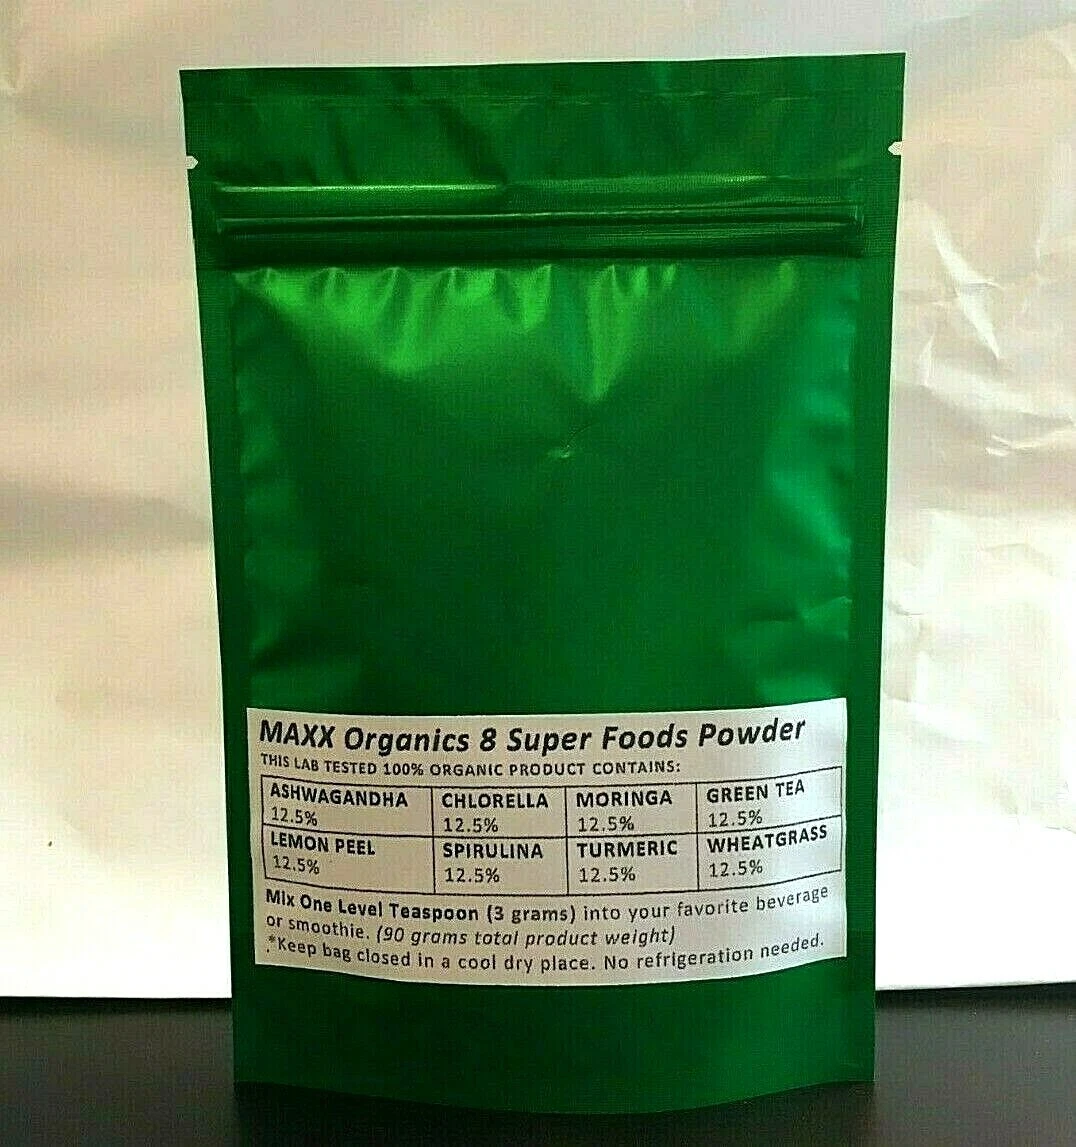 MAXX Organics 8 Super Foods Powder
THIS LAB TESTED 100% ORGANIC PRODUCT CONTAINS:
ASHWAGANDHA CHLORELLA MORINGA GREEN TEA
12.5% 12.5% 12.5% 12.5%
LEMON PEEL SPIRULINA TURMERIC WHEATGRASS
12.5% 12.5% 12.5% 12.5%
Mix One Level Teaspoon (3 grams) into your favorite beverage
or smoothie. (90 grams total product weight)
*Keep bag closed in a cool dry place. No refrigeration needed.